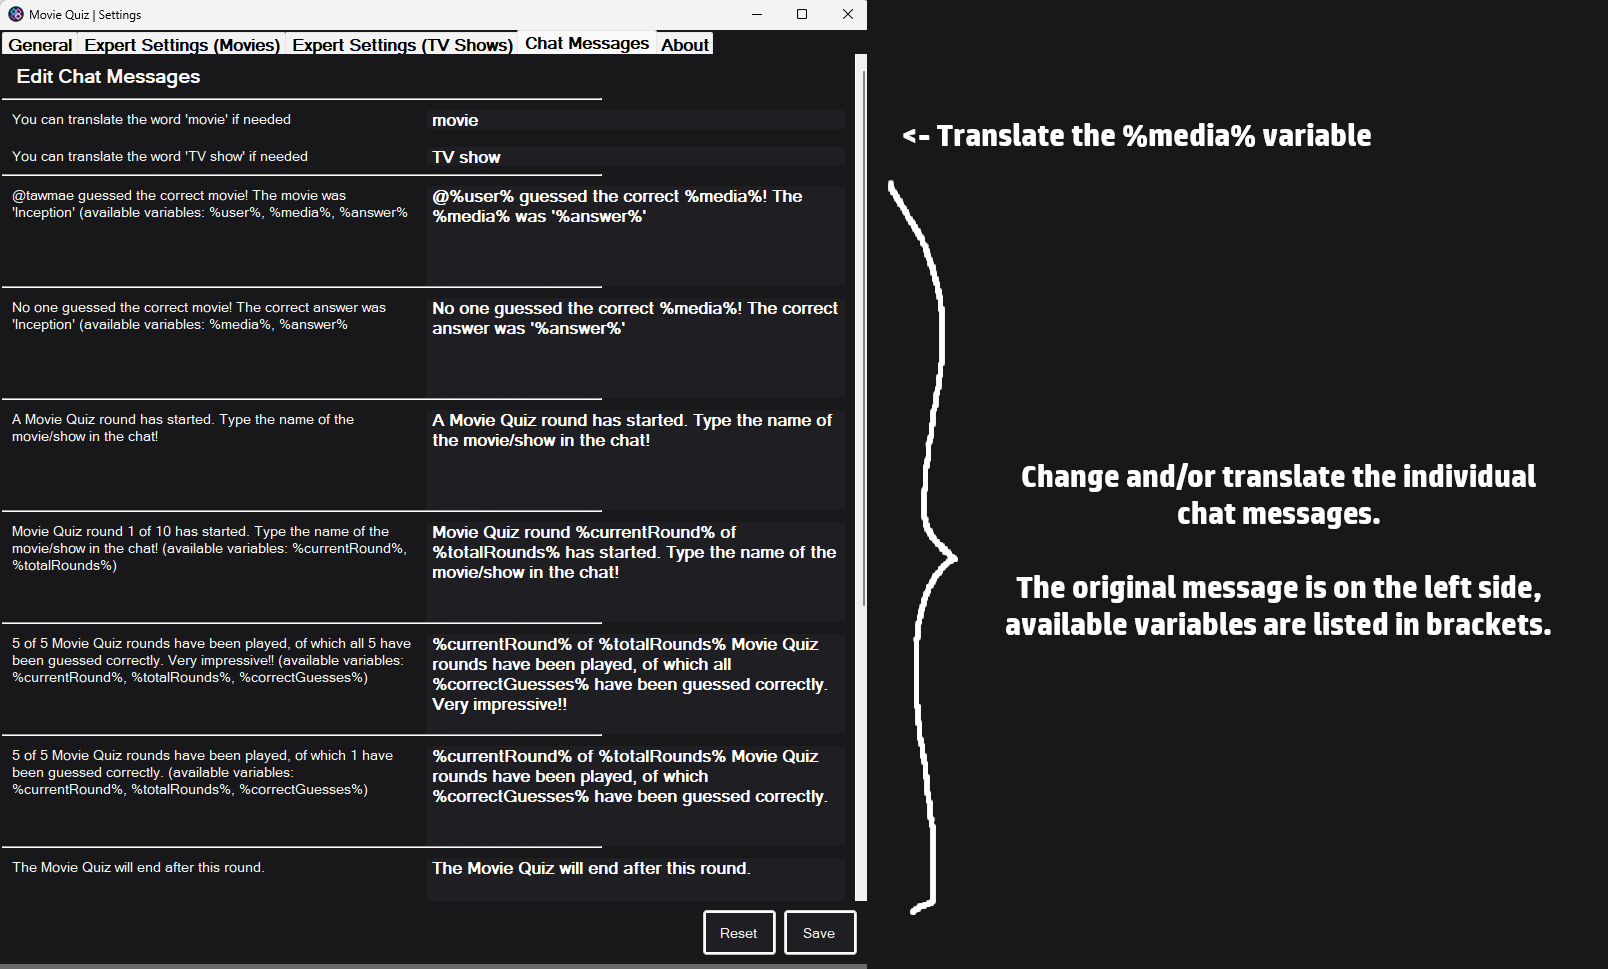 Movie Quiz | Settings
General Expert Settings (Movies) Expert Settings (TV Shows) Chat Messages About
Edit Chat Messages
You can translate the word 'movie' if needed
movie
You can translate the word 'TV show' if needed
TV show
@tawmae guessed the correct movie! The movie was
'Inception' (available variables: %user%, %media%, %answer%
@%user% guessed the correct %media%! The
%media% was '%answer%'
No one guessed the correct movie! The correct answer was
'Inception' (available variables: %media%, %answer%
No one guessed the correct %media%! The correct
answer was '%answer%'
A Movie Quiz round has started. Type the name of the
movie/show in the chat!
A Movie Quiz round has started. Type the name of
the movie/show in the chat!
Movie Quiz round 1 of 10 has started. Type the name of the
movie/show in the chat! (available variables: %currentRound%,
%totalRounds%)
Movie Quiz round %currentRound% of
%totalRounds% has started. Type the name of the
movie/show in the chat!
5 of 5 Movie Quiz rounds have been played, of which all 5 have
been guessed correctly. Very impressive!! (available variables:
%currentRound%, %totalRounds%, %correctGuesses%)
%currentRound% of %totalRounds% Movie Quiz
rounds have been played, of which all
%correctGuesses% have been guessed correctly.
Very impressive!!
5 of 5 Movie Quiz rounds have been played, of which 1 have
been guessed correctly. (available variables:
%currentRound%, %totalRounds%, %correctGuesses%)
%currentRound% of %totalRounds% Movie Quiz
rounds have been played, of which
%correctGuesses% have been guessed correctly.
The Movie Quiz will end after this round.
The Movie Quiz will end after this round.
Reset
Save
<- Translate the %media% variable
Change and/or translate the individual
chat messages.
The original message is on the left side,
available variables are listed in brackets.